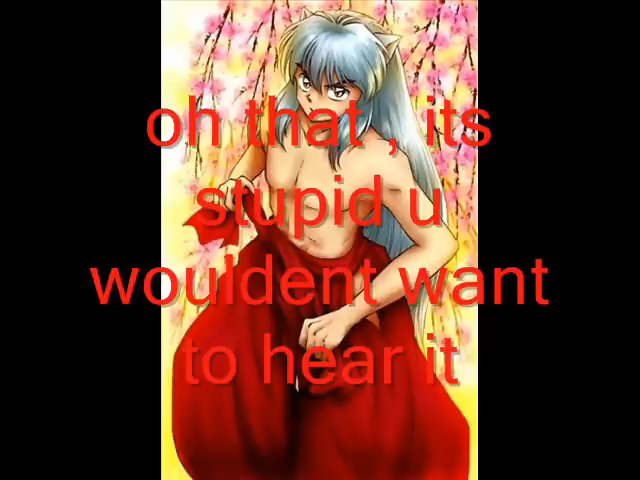 oh that , its
stupid u
wouldent want
to hear it